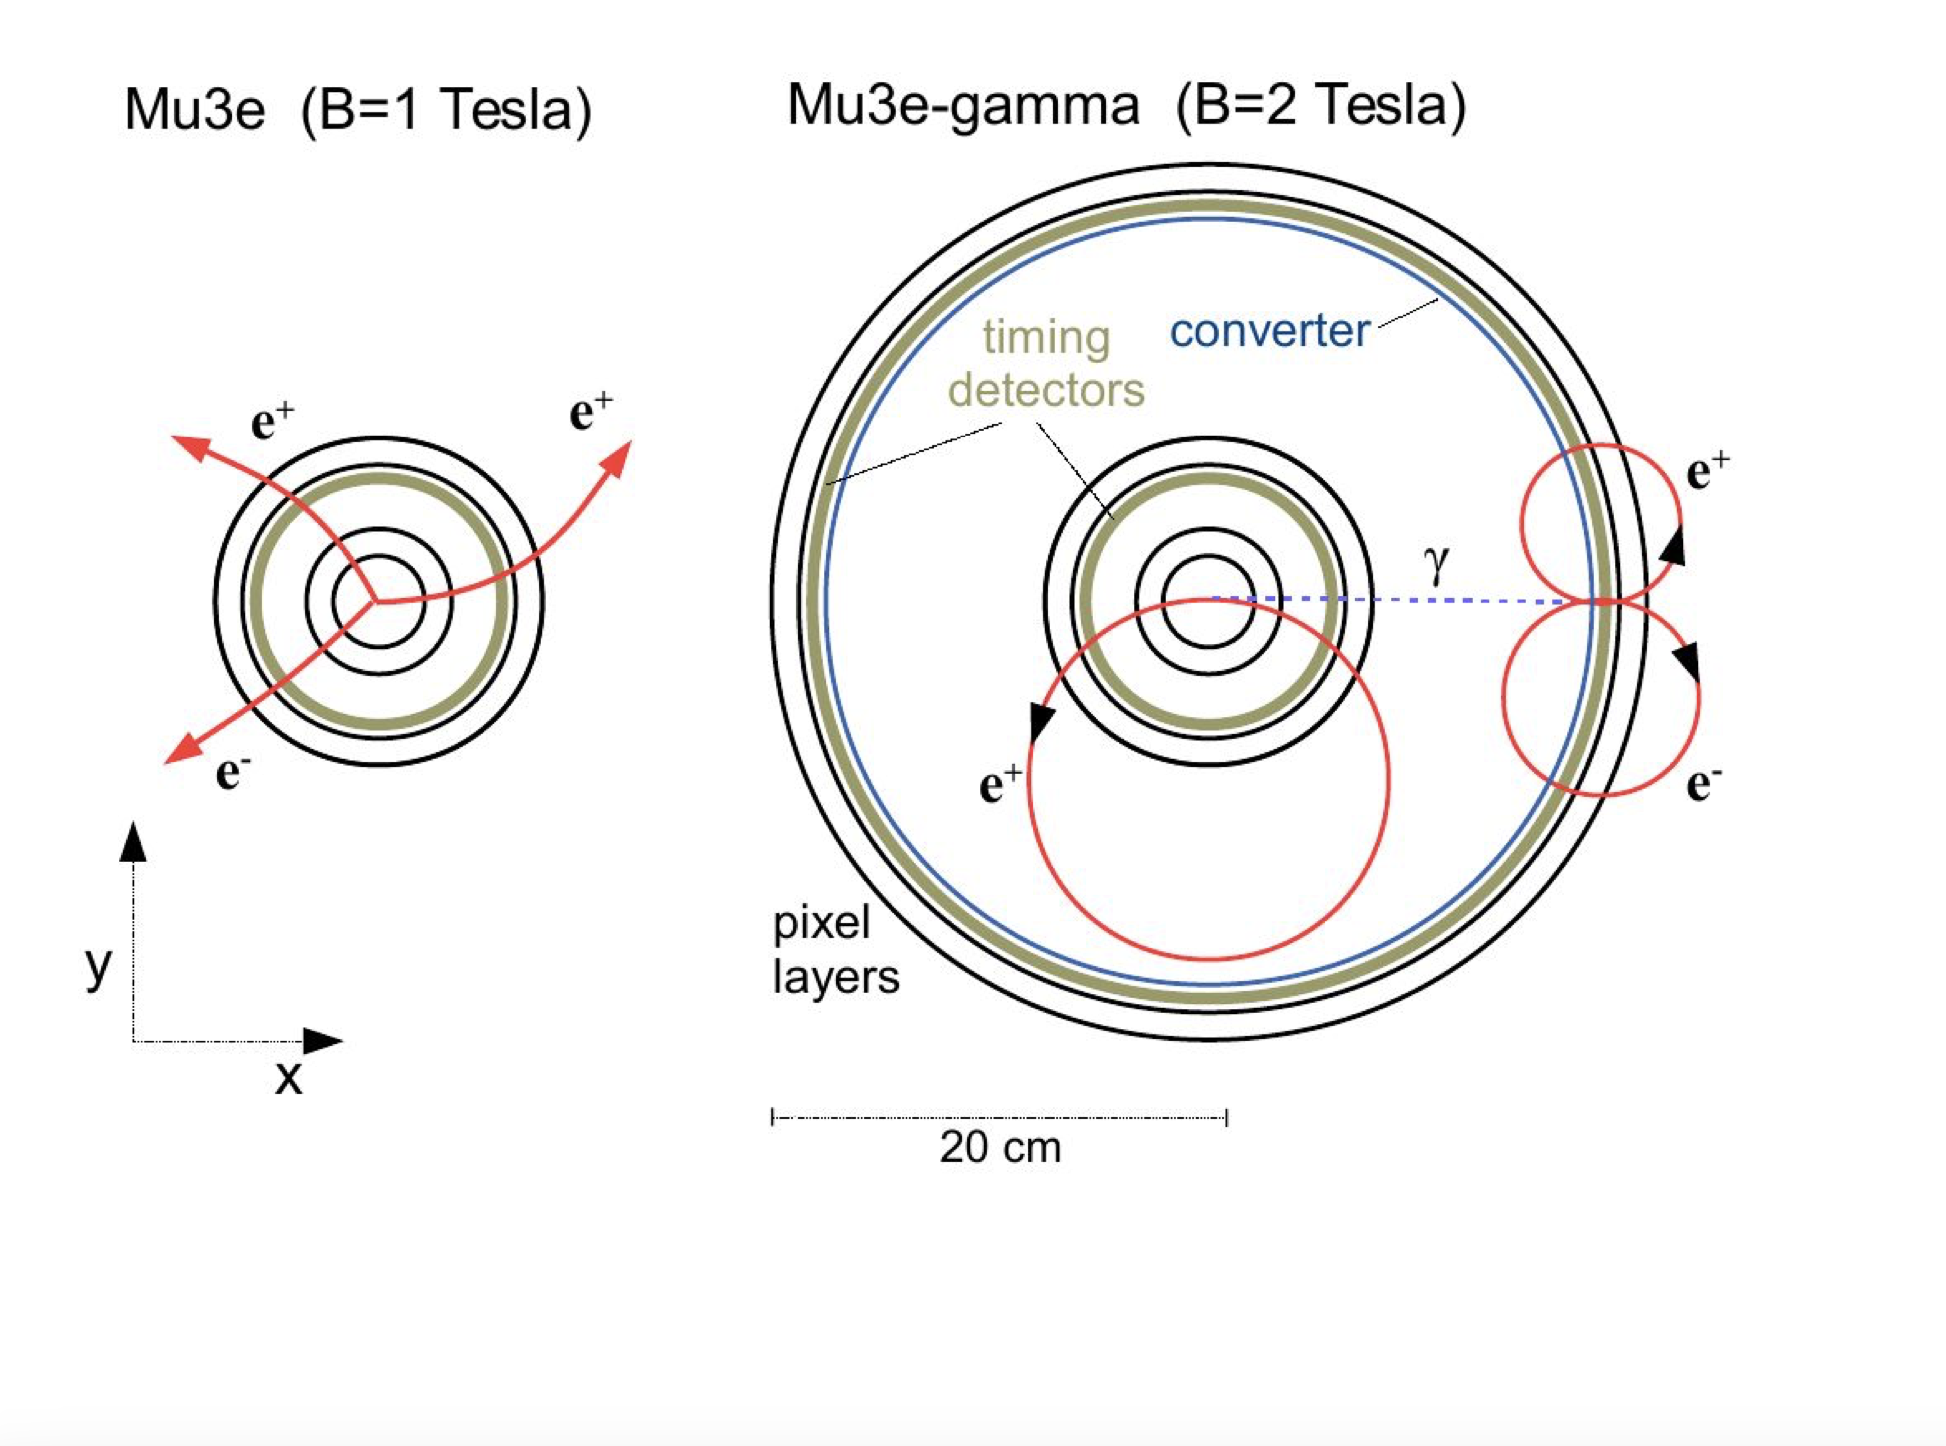 Mu3e (B=1 Tesla)
Mu3e-gamma (B=2 Tesla)
timing
detectors
converter
e⁺
e⁺
e⁻
γ
e⁺
e⁺
e⁻
pixel
layers
y
x
20 cm